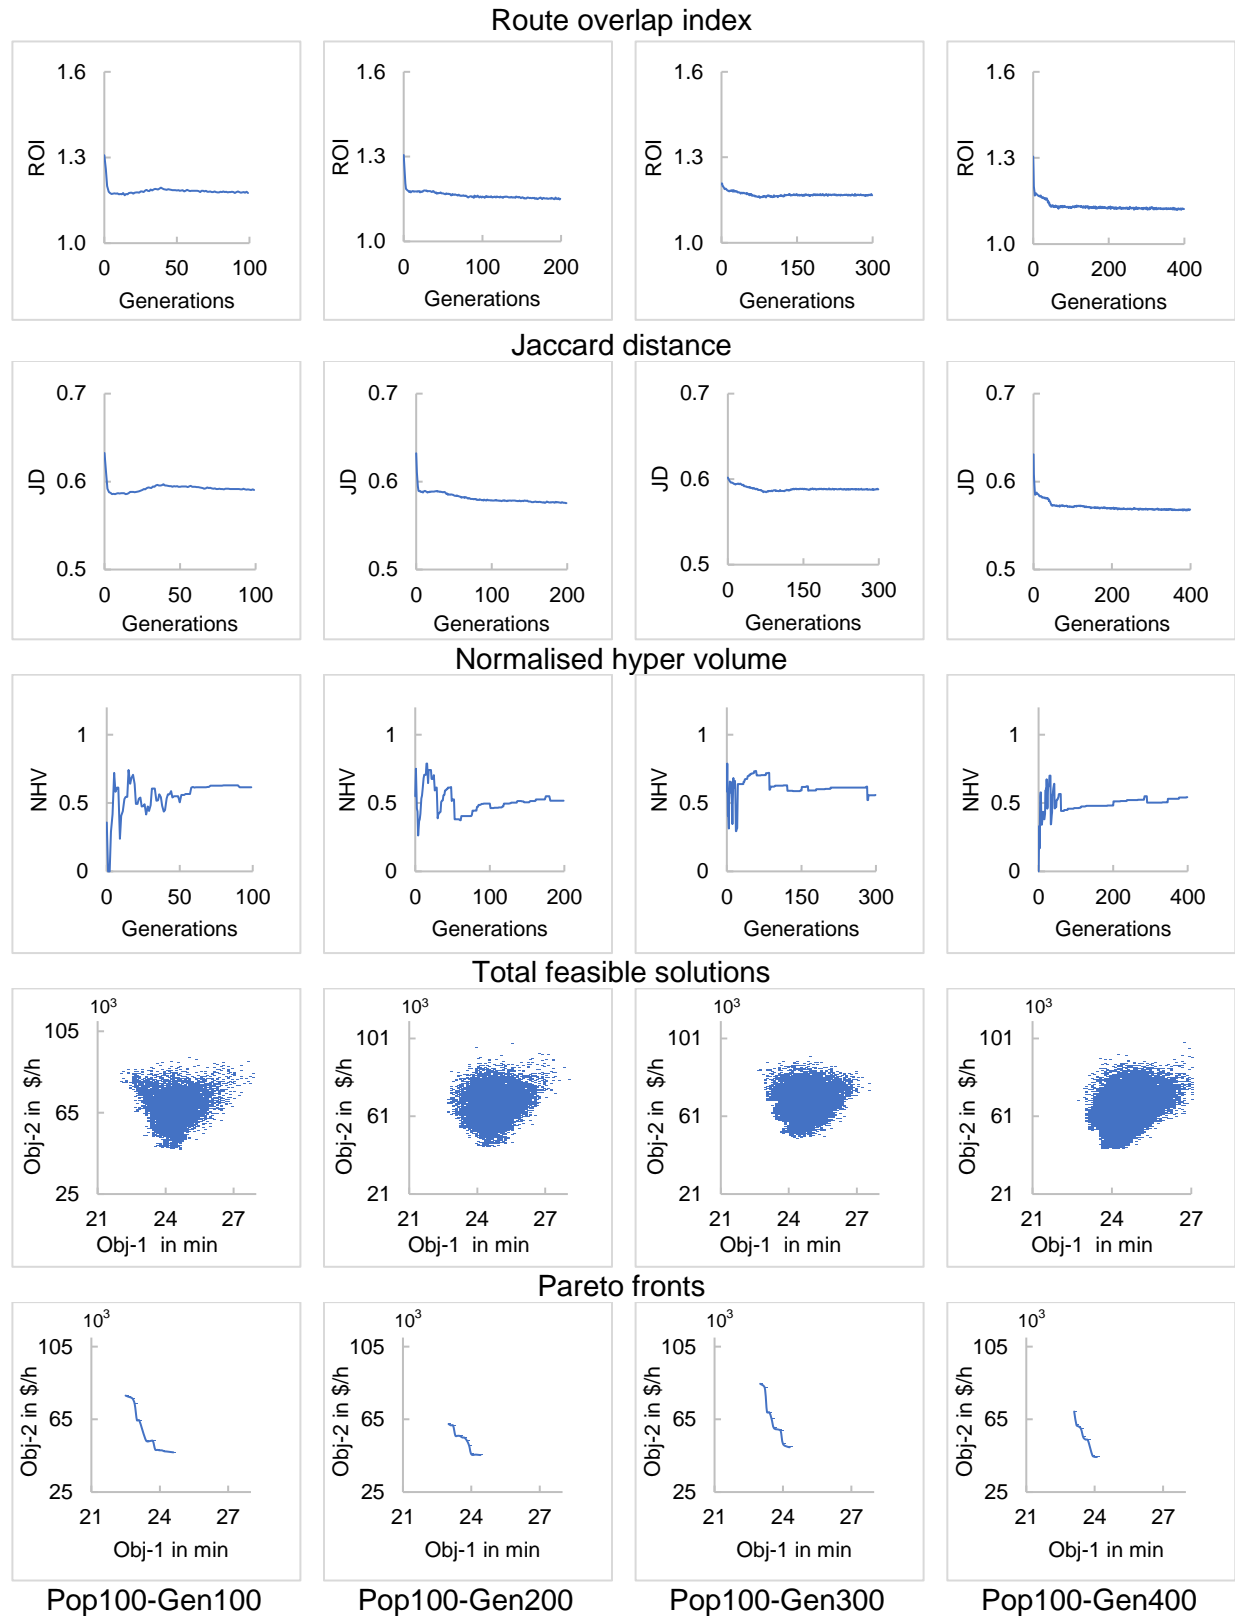 Route overlap index
1.6 1.6 1.6 1.6
ROI ROI ROI ROI
1.3 1.3 1.3 1.3
1.0 1.0 1.0 1.0
0 50 100 0 100 200 0 150 300 0 200 400
Generations Generations Generations Generations
Jaccard distance
0.7 0.7 0.7 0.7
JD JD JD JD
0.6 0.6 0.6 0.6
0.5 0.5 0.5 0.5
0 50 100 0 100 200 0 150 300 0 200 400
Generations Generations Generations Generations
Normalised hyper volume
1 1 1 1
NHV NHV NHV NHV
0.5 0.5 0.5 0.5
0 0 0 0
0 50 100 0 100 200 0 150 300 0 200 400
Generations Generations Generations Generations
Total feasible solutions
10³ 10³ 10³ 10³
105 101 101 101
Obj-2 in $/h Obj-2 in $/h Obj-2 in $/h Obj-2 in $/h
65 61 61 61
25 21 21 21
21 24 27 21 24 27 21 24 27 21 24 27
Obj-1 in min Obj-1 in min Obj-1 in min Obj-1 in min
Pareto fronts
10³ 10³ 10³ 10³
105 105 105 105
Obj-2 in $/h Obj-2 in $/h Obj-2 in $/h Obj-2 in $/h
65 65 65 65
25 25 25 25
21 24 27 21 24 27 21 24 27 21 24 27
Obj-1 in min Obj-1 in min Obj-1 in min Obj-1 in min
Pop100-Gen100 Pop100-Gen200 Pop100-Gen300 Pop100-Gen400